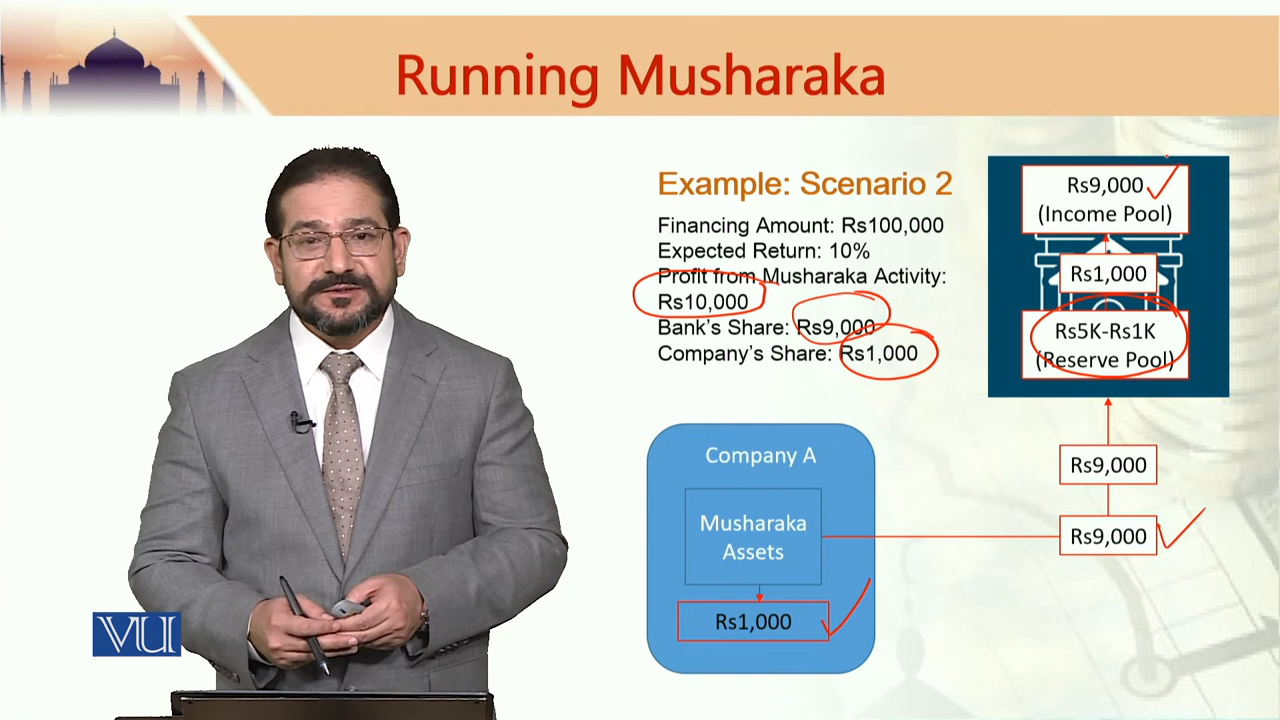 Running Musharaka
Example: Scenario 2
Financing Amount: Rs100,000
Expected Return: 10%
Profit from Musharaka Activity:
Rs10,000
Bank's Share: Rs9,000
Company's Share: Rs1,000
Rs9,000
(Income Pool)
Rs1,000
Rs5K-Rs1K
(Reserve Pool)
Rs9,000
Rs9,000
Company A
Musharaka
Assets
Rs1,000
VU